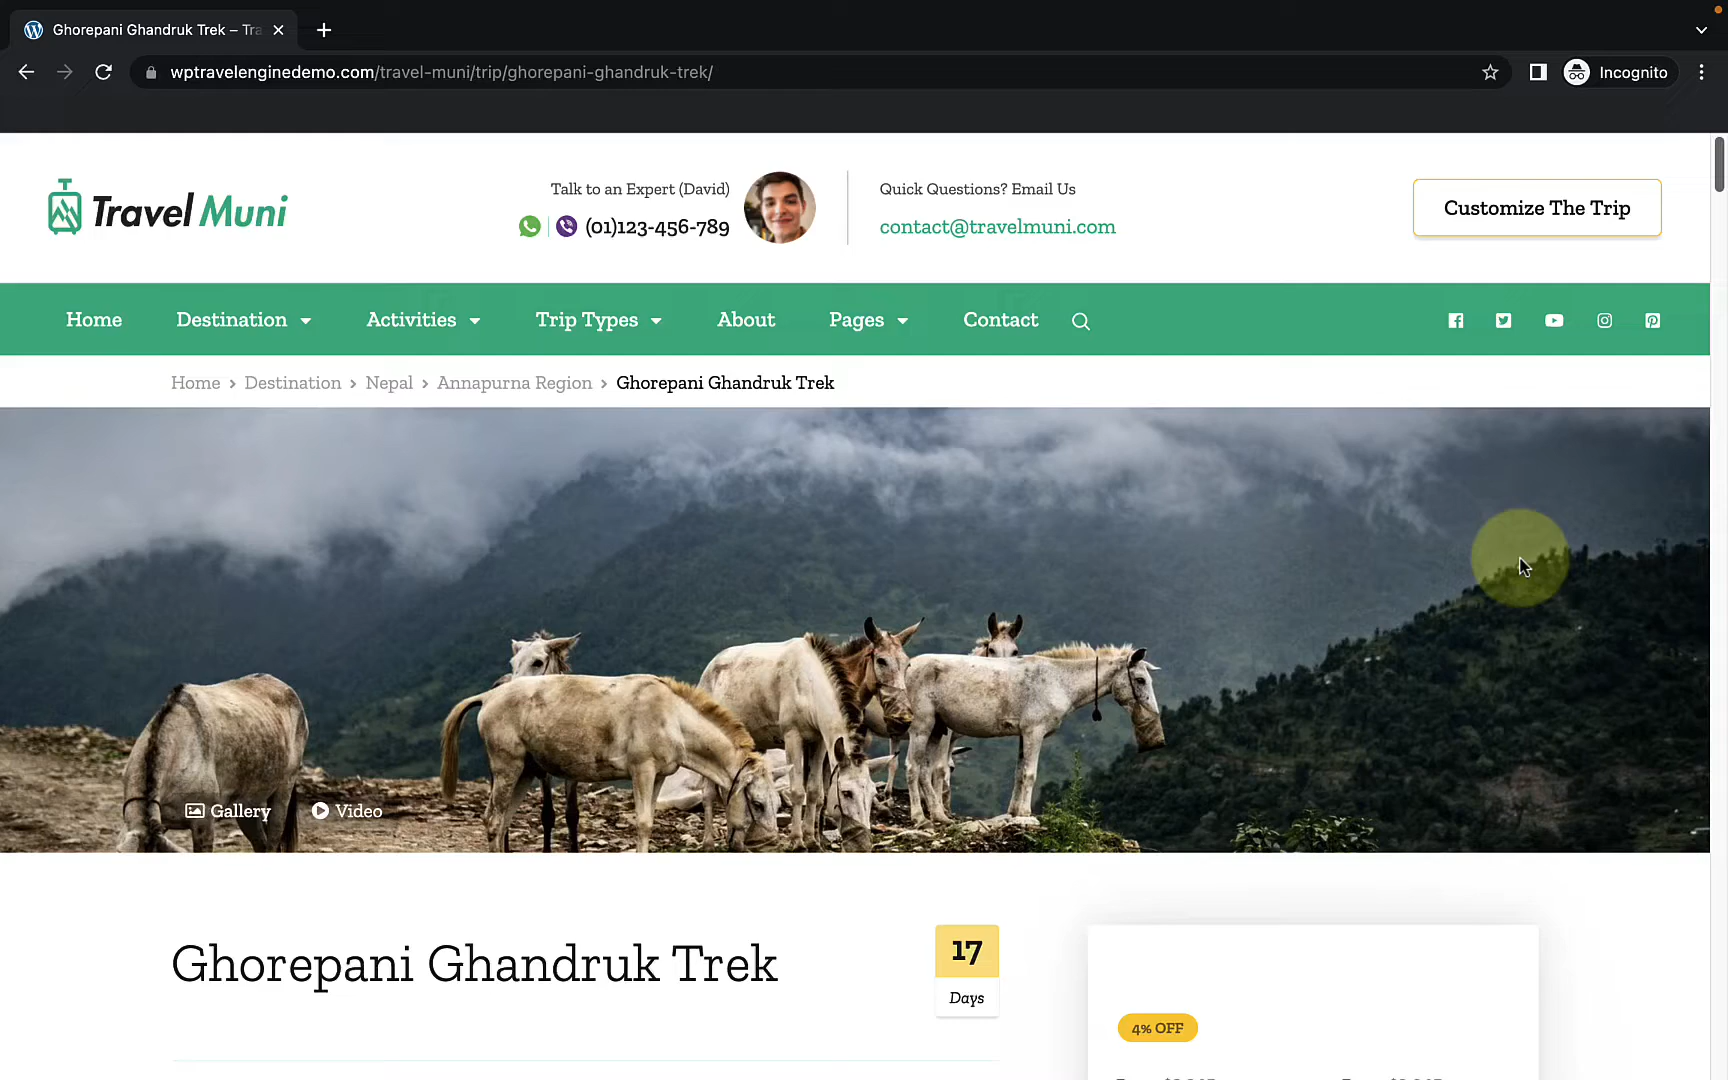 Ghorepani Ghandruk Trek – Tra
wptravelenginedemo.com/travel-muni/trip/ghorepani-ghandruk-trek/
Incognito
Travel Muni
Talk to an Expert (David)
(01)123-456-789
Quick Questions? Email Us
contact@travelmuni.com
Customize The Trip
Home
Destination
Activities
Trip Types
About
Pages
Contact
Home > Destination > Nepal > Annapurna Region > Ghorepani Ghandruk Trek
Gallery
Video
Ghorepani Ghandruk Trek
17
Days
4% OFF